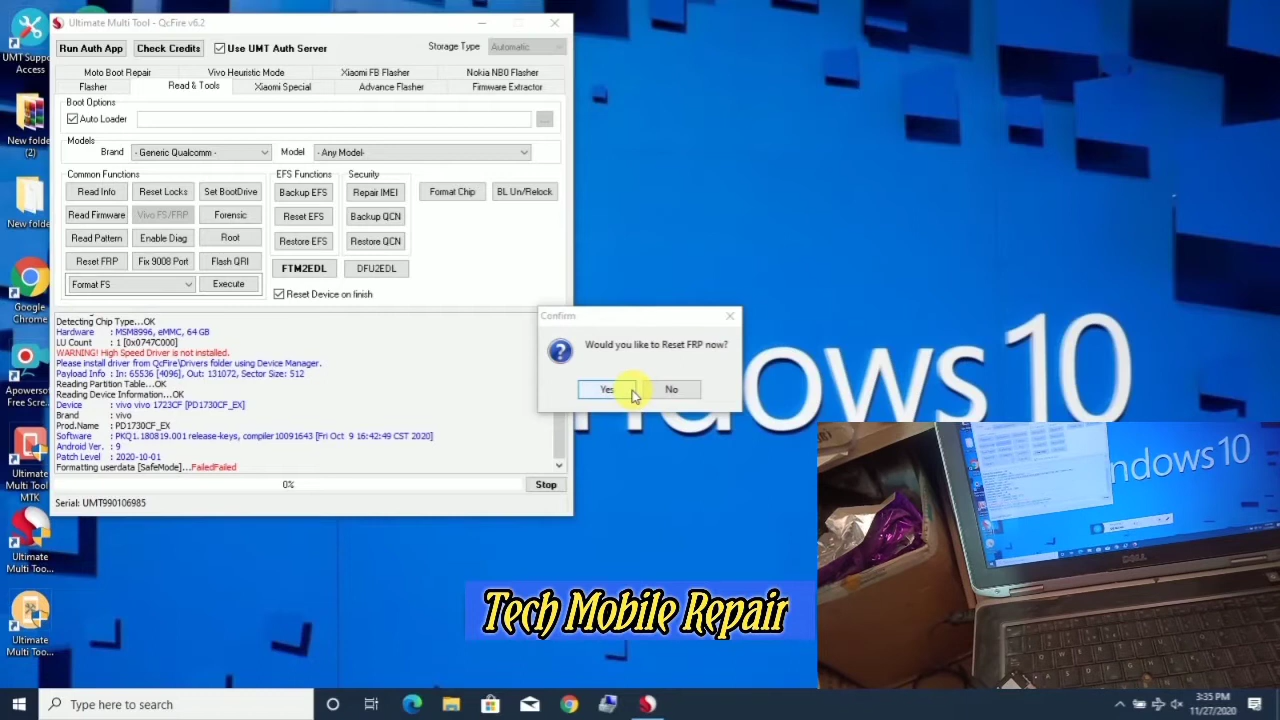 Ultimate Multi Tool - QcFire v6.2
Run Auth App
Check Credits
Use UMT Auth Server
Storage Type
Automatic
Moto Boot Repair
Vivo Heuristic Mode
Xiaomi FB Flasher
Nokia NB0 Flasher
Flasher
Read & Tools
Xiaomi Special
Advance Flasher
Firmware Extractor
Boot Options
Auto Loader
...
Models
Brand
- Generic Qualcomm -
Model
- Any Model-
Common Functions
EFS Functions
Security
Read Info
Reset Locks
Set BootDrive
Backup EFS
Repair IMEI
Format Chip
BL Un/Relock
Read Firmware
Vivo FS/FRP
Forensic
Reset EFS
Backup QCN
Read Pattern
Enable Diag
Root
Restore EFS
Restore QCN
Reset FRP
Fix 9008 Port
Flash QRI
FTM2EDL
DFU2EDL
Format FS
Execute
Reset Device on finish
Detecting Chip Type...OK
Hardware : MSM8996, eMMC, 64 GB
LU Count : 1 [0x0747C000]
WARNING! High Speed Driver is not installed.
Please install driver from QcFire\Drivers folder using Device Manager.
Payload Info : In: 65536 [4096], Out: 131072, Sector Size: 512
Reading Partition Table...OK
Reading Device Information...OK
Device : vivo vivo 1723CF [PD1730CF_EX]
Brand : vivo
Prod.Name : PD1730CF_EX
Software : PKQ1.180819.001 release-keys, compiler10091643 [Fri Oct 9 16:42:49 CST 2020]
Android Ver. : 9
Patch Level : 2020-10-01
Formatting userdata [SafeMode]...FailedFailed
0%
Stop
Serial: UMT990106985
Confirm
Would you like to Reset FRP now?
Yes
No
UMT Suppo
Access
New folde
(2)
New folde
Google
Chrome
Apowersof
Free Scre...
Ultimate
Multi Tool
MTK
Ultimate
Multi Too...
Ultimate
Multi Too...
ndows 10
ndows 10
DELL
Tech Mobile Repair
Type here to search
3:35 PM
11/27/2020